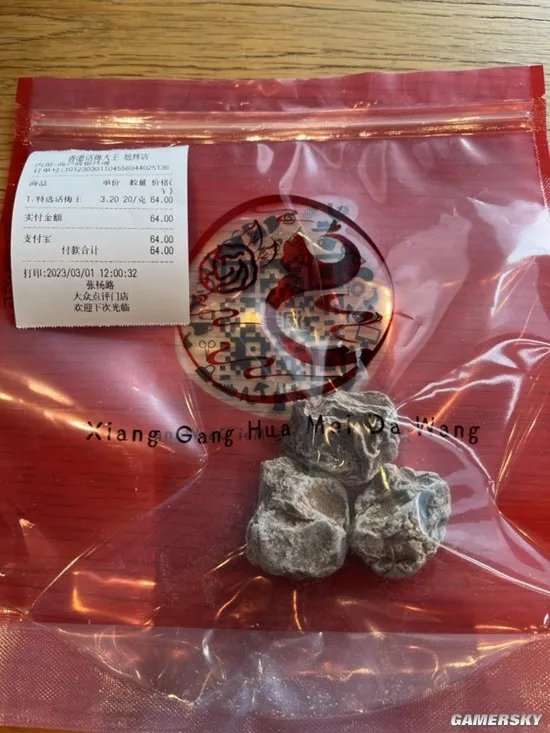 香港话梅大王 旭辉店
订单号:10123030110455694402513б
商品 单价 数量 价格(¥)
1.特选话梅王 3.20 20/克 64.00
实付金额 64.00
支付宝 64.00
付款合计 64.00
打印:2023/03/01 12:00:32
张杨路
大众点评门店
欢迎下次光临
Xiang Gang Hua Mei Da Wang
GAMERSKY